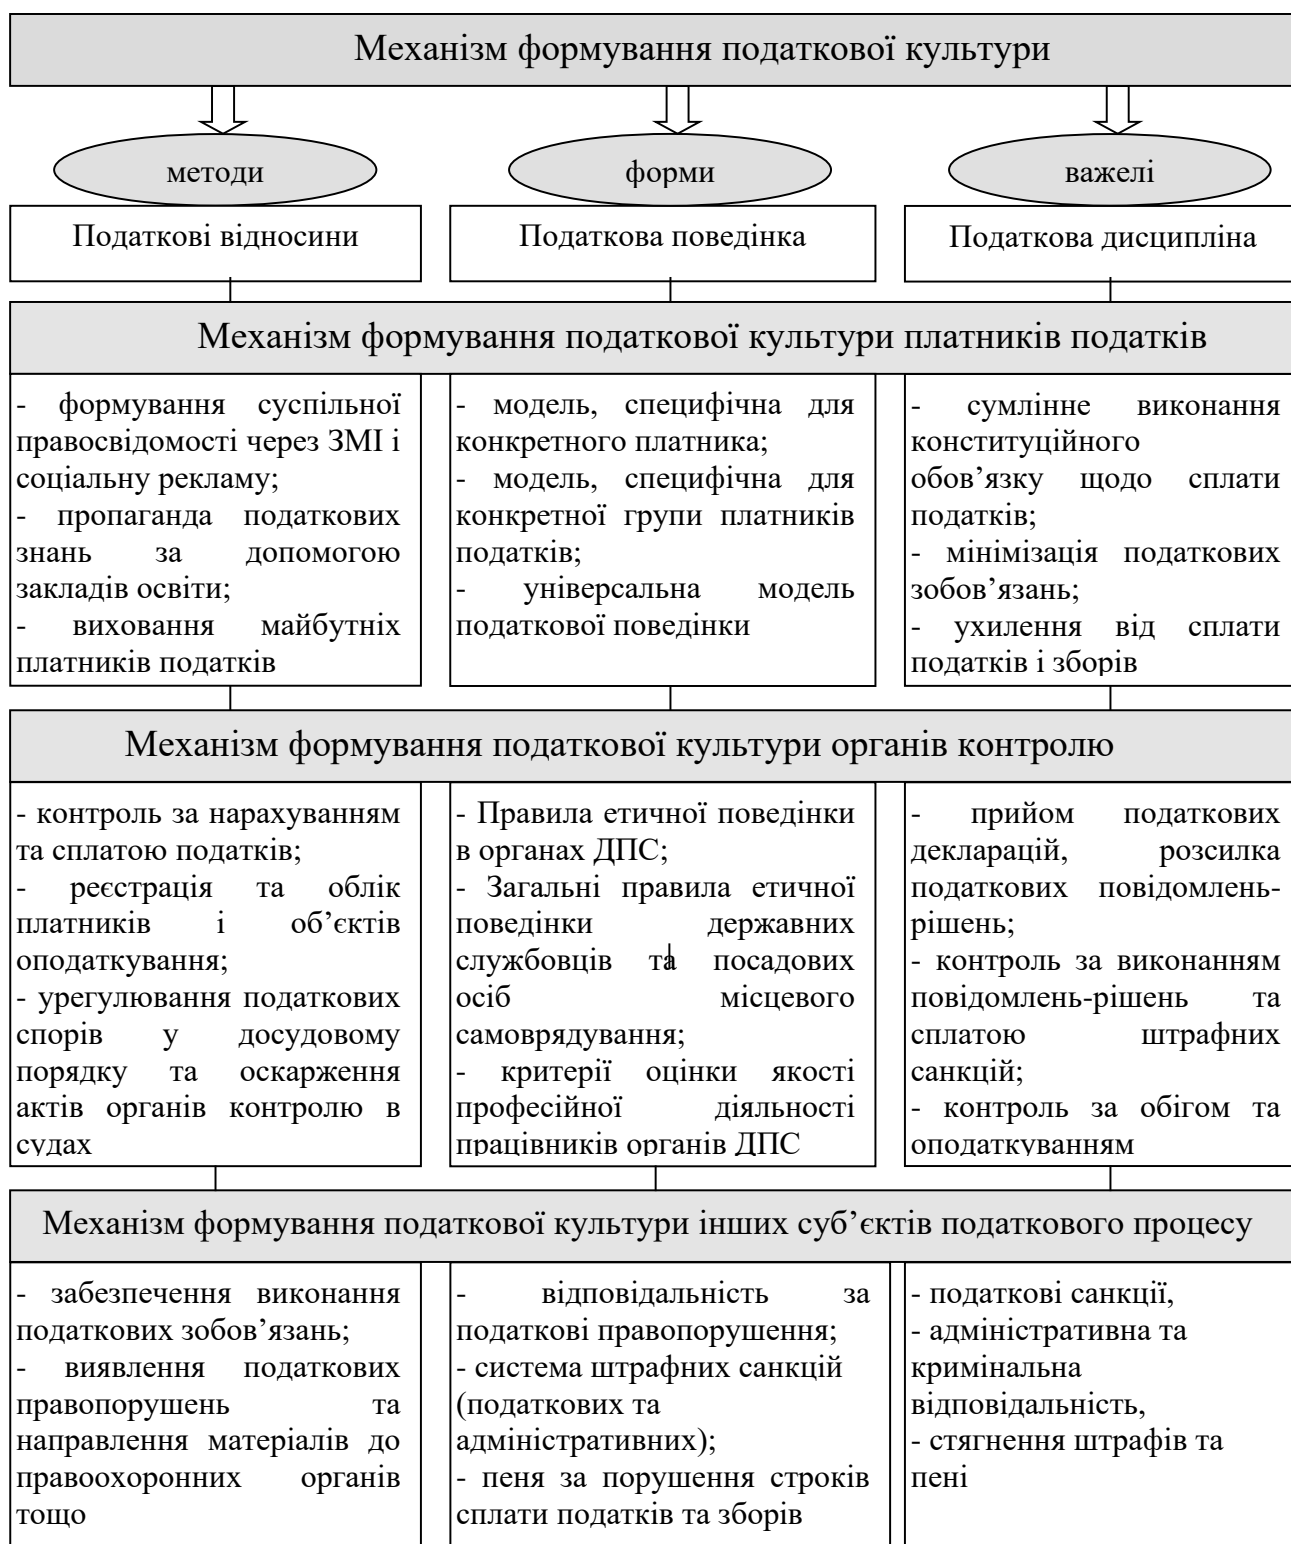 Механізм формування податкової культури
методи
форми
важелі
Податкові відносини
Податкова поведінка
Податкова дисципліна
Механізм формування податкової культури платників податків
- формування суспільної
правосвідомості через ЗМІ і
соціальну рекламу;
- пропаганда податкових
знань за допомогою
закладів освіти;
- виховання майбутніх
платників податків
- модель, специфічна для
конкретного платника;
- модель, специфічна для
конкретної групи платників
податків;
- універсальна модель
податкової поведінки
- сумлінне виконання
конституційного
обов’язку щодо сплати
податків;
- мінімізація податкових
зобов’язань;
- ухилення від сплати
податків і зборів
Механізм формування податкової культури органів контролю
- контроль за нарахуванням
та сплатою податків;
- реєстрація та облік
платників і об’єктів
оподаткування;
- урегулювання податкових
спорів у досудовому
порядку та оскарження
актів органів контролю в
судах
- Правила етичної поведінки
в органах ДПС;
- Загальні правила етичної
поведінки державних
службовців та посадових
осіб місцевого
самоврядування;
- критерії оцінки якості
професійної діяльності
працівників органів ДПС
- прийом податкових
декларацій, розсилка
податкових повідомлень-
рішень;
- контроль за виконанням
повідомлень-рішень та
сплатою штрафних
санкцій;
- контроль за обігом та
оподаткуванням
Механізм формування податкової культури інших суб’єктів податкового процесу
- забезпечення виконання
податкових зобов’язань;
- виявлення податкових
правопорушень та
направлення матеріалів до
правоохоронних органів
тощо
- відповідальність за
податкові правопорушення;
- система штрафних санкцій
(податкових та
адміністративних);
- пеня за порушення строків
сплати податків та зборів
- податкові санкції,
- адміністративна та
кримінальна
відповідальність,
- стягнення штрафів та
пені